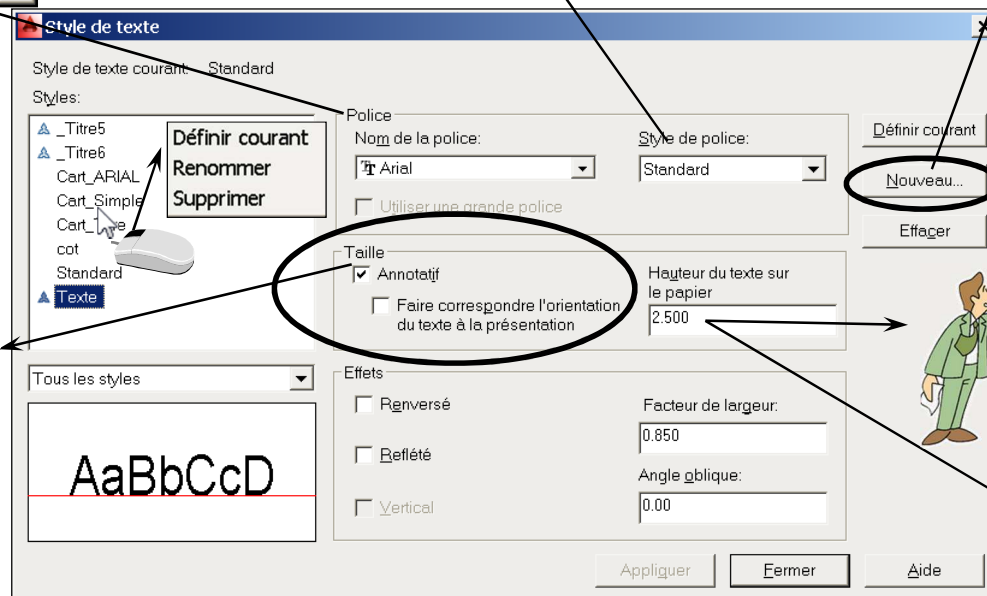 Style de texte
Style de texte courant: Standard
Styles:
_Titre5
_Titre6
Cart_ARIAL
Cart_Simple
cot
Standard
Texte
Définir courant
Renommer
Supprimer
Tous les styles
AaBbCcD
Police
Nom de la police:
Arial
Utiliser une grande police
Style de police:
Standard
Taille
Annotatif
Faire correspondre l'orientation
du texte à la présentation
Hauteur du texte sur
le papier
2.500
Effets
Renversé
Reflété
Vertical
Facteur de largeur:
0.850
Angle oblique:
0.00
Définir courant
Nouveau...
Effacer
Appliquer
Fermer
Aide